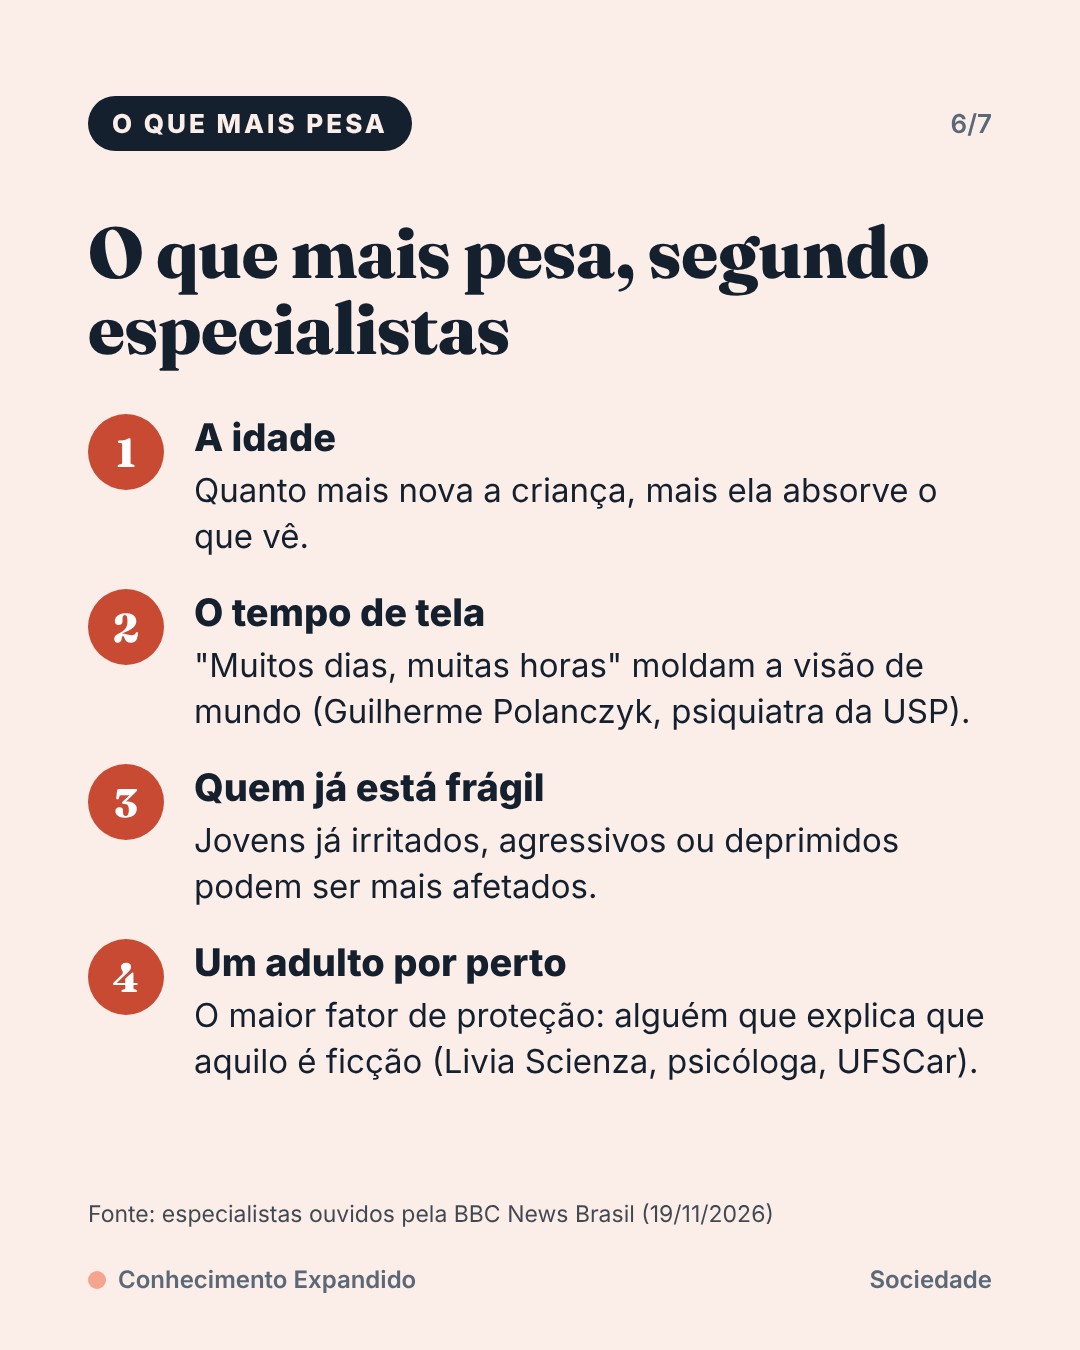 O QUE MAIS PESA
6/7
O que mais pesa, segundo
especialistas
1
A idade
Quanto mais nova a criança, mais ela absorve o
que vê.
2
O tempo de tela
"Muitos dias, muitas horas" moldam a visão de
mundo (Guilherme Polanczyk, psiquiatra da USP).
3
Quem já está frágil
Jovens já irritados, agressivos ou deprimidos
podem ser mais afetados.
4
Um adulto por perto
O maior fator de proteção: alguém que explica que
aquilo é ficção (Livia Scienza, psicóloga, UFSCar).
Fonte: especialistas ouvidos pela BBC News Brasil (19/11/2026)
Conhecimento Expandido
Sociedade